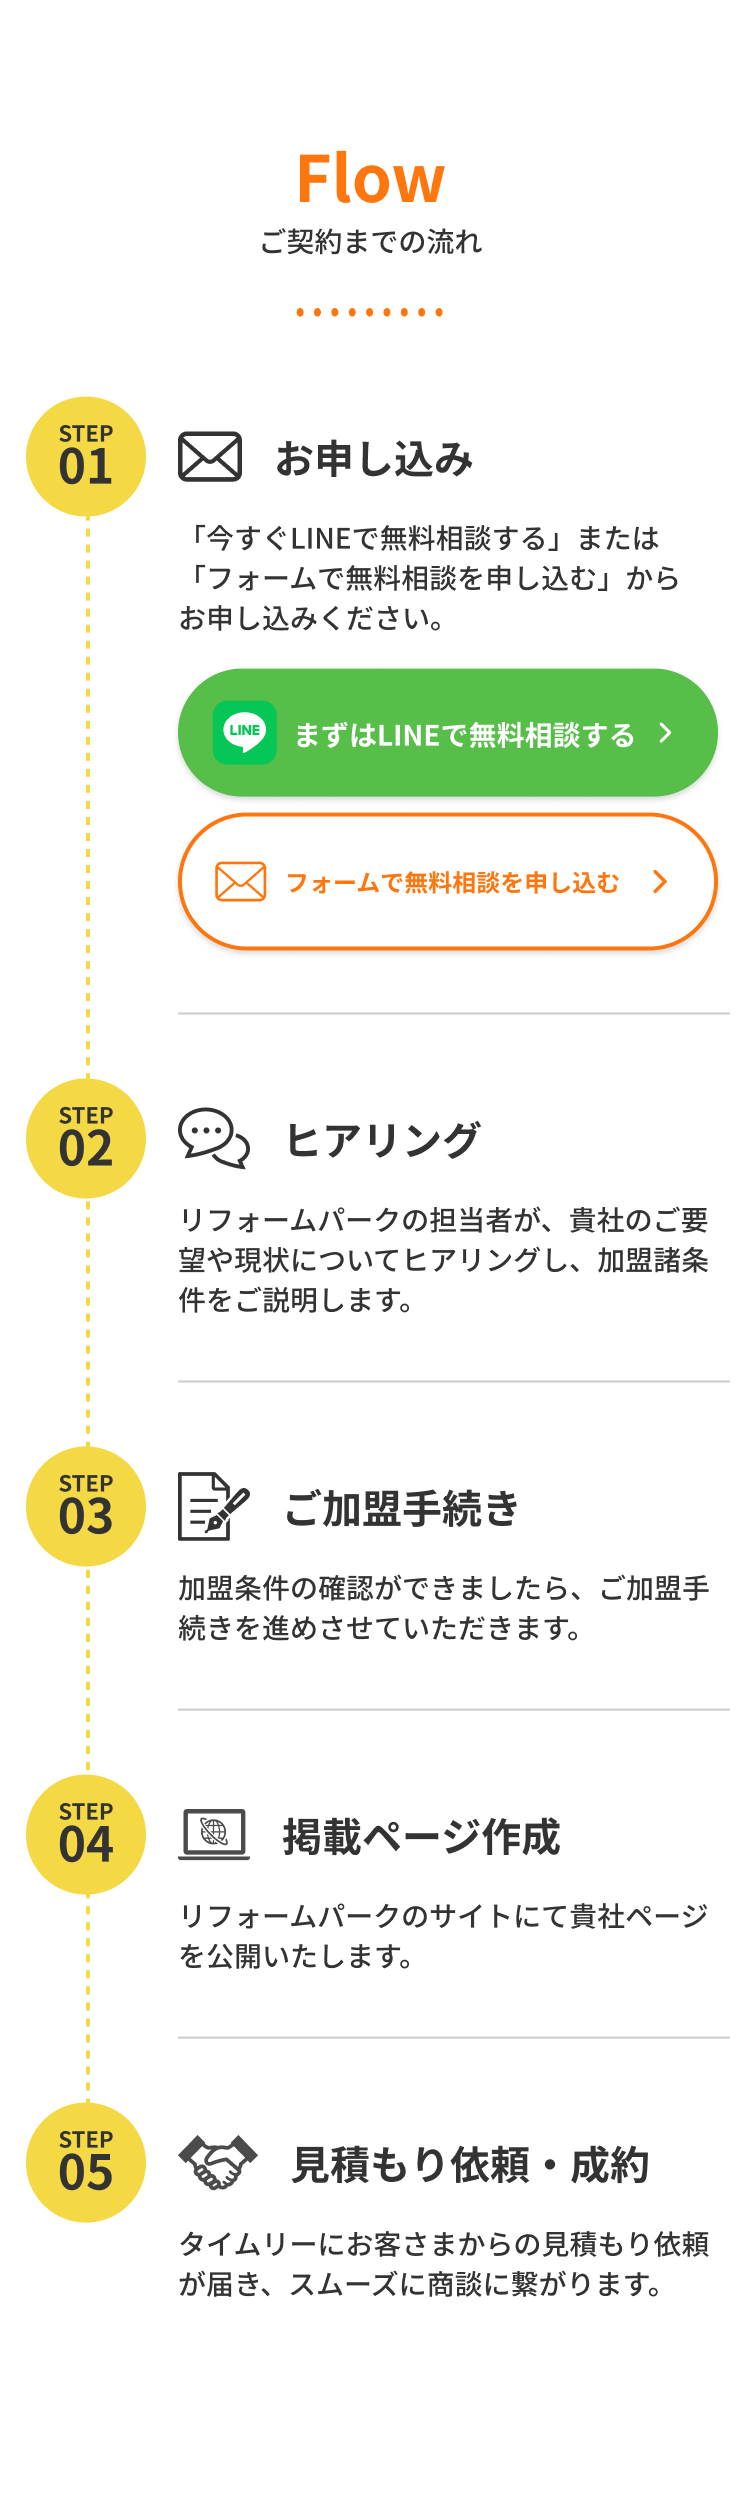 Flow
ご契約までの流れ
STEP
01
お申し込み
「今すぐLINEで無料相談する」または
「フォームで無料相談を申し込む」から
お申し込みください。
LINE
まずはLINEで無料相談する
フォームで無料相談を申し込む
STEP
02
ヒアリング
リフォームパークの担当者が、貴社のご要
望や現状についてヒアリングし、加盟諸条
件をご説明します。
STEP
03
ご加盟手続き
加盟条件の確認ができましたら、ご加盟手
続きを進めさせていただきます。
STEP
04
掲載ページ作成
リフォームパークのサイトにて貴社ページ
を公開いたします。
STEP
05
見積もり依頼・成約
タイムリーにお客さまからの見積もり依頼
が届き、スムーズに商談に繋がります。